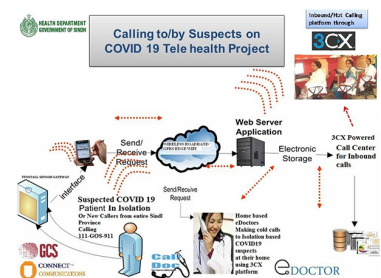 HEALTH DEPARTMENT
GOVERNMENT OF SINDH
Calling to/by Suspects on
COVID 19 Tele health Project
Inbound/Hot Calling
platform through
3CX
Web Server
Application
WIRELESS BROADBAND
Send/
Receive
Request
Electronic
Storage
3CX Powered
Call Center
for Inbound
calls
interface
Send/Receive
Request
Suspected COVID 19
Patient In Isolation
Or New Callers from entire Sindh
Province
Calling
111-GOS-911
Home based
eDoctors
Making cold calls
to Isolation based
COVID19
suspects
at their home
using 3CX
platform
GCS
CONNECT
COMMUNICATIONS
Call
Doc
eDOCTOR